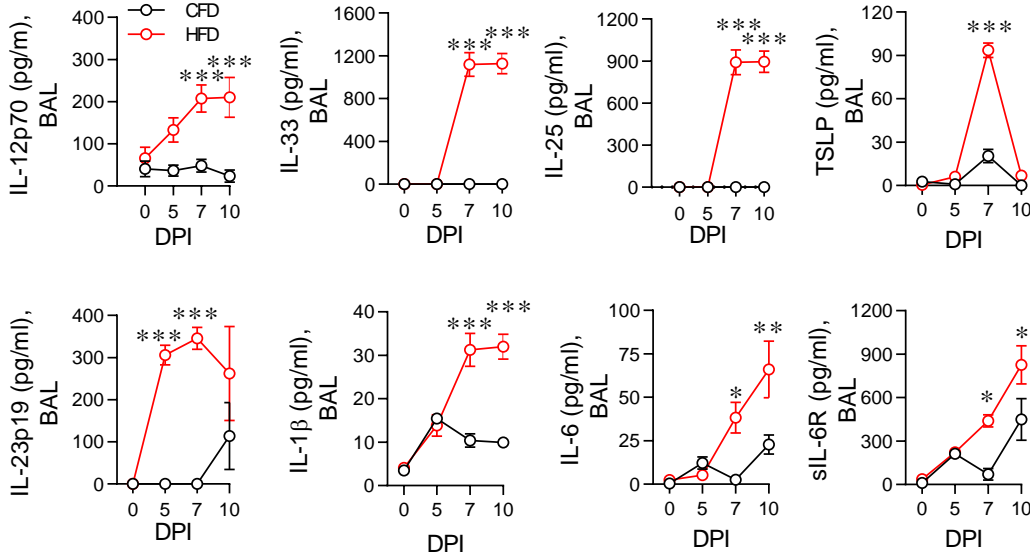 IL-12p70 (pg/m), BAL
400
300
200
100
0
CFD
HFD
***
***
0 5 7 10
DPI
IL-33 (pg/ml), BAL
1600
1200
800
400
0
***
***
0 5 7 10
DPI
IL-25 (pg/ml), BAL
1200
900
600
300
0
***
***
0 5 7 10
DPI
TSLP (pg/ml), BAL
120
90
60
30
0
***
0 5 7 10
DPI
IL-23p19 (pg/ml), BAL
400
300
200
100
0
***
***
0 5 7 10
DPI
IL-1β (pg/ml), BAL
40
30
20
10
0
***
***
0 5 7 10
DPI
IL-6 (pg/ml), BAL
100
75
50
25
0
*
**
0 5 7 10
DPI
sIL-6R (pg/ml), BAL
1200
900
600
300
0
*
*
0 5 7 10
DPI